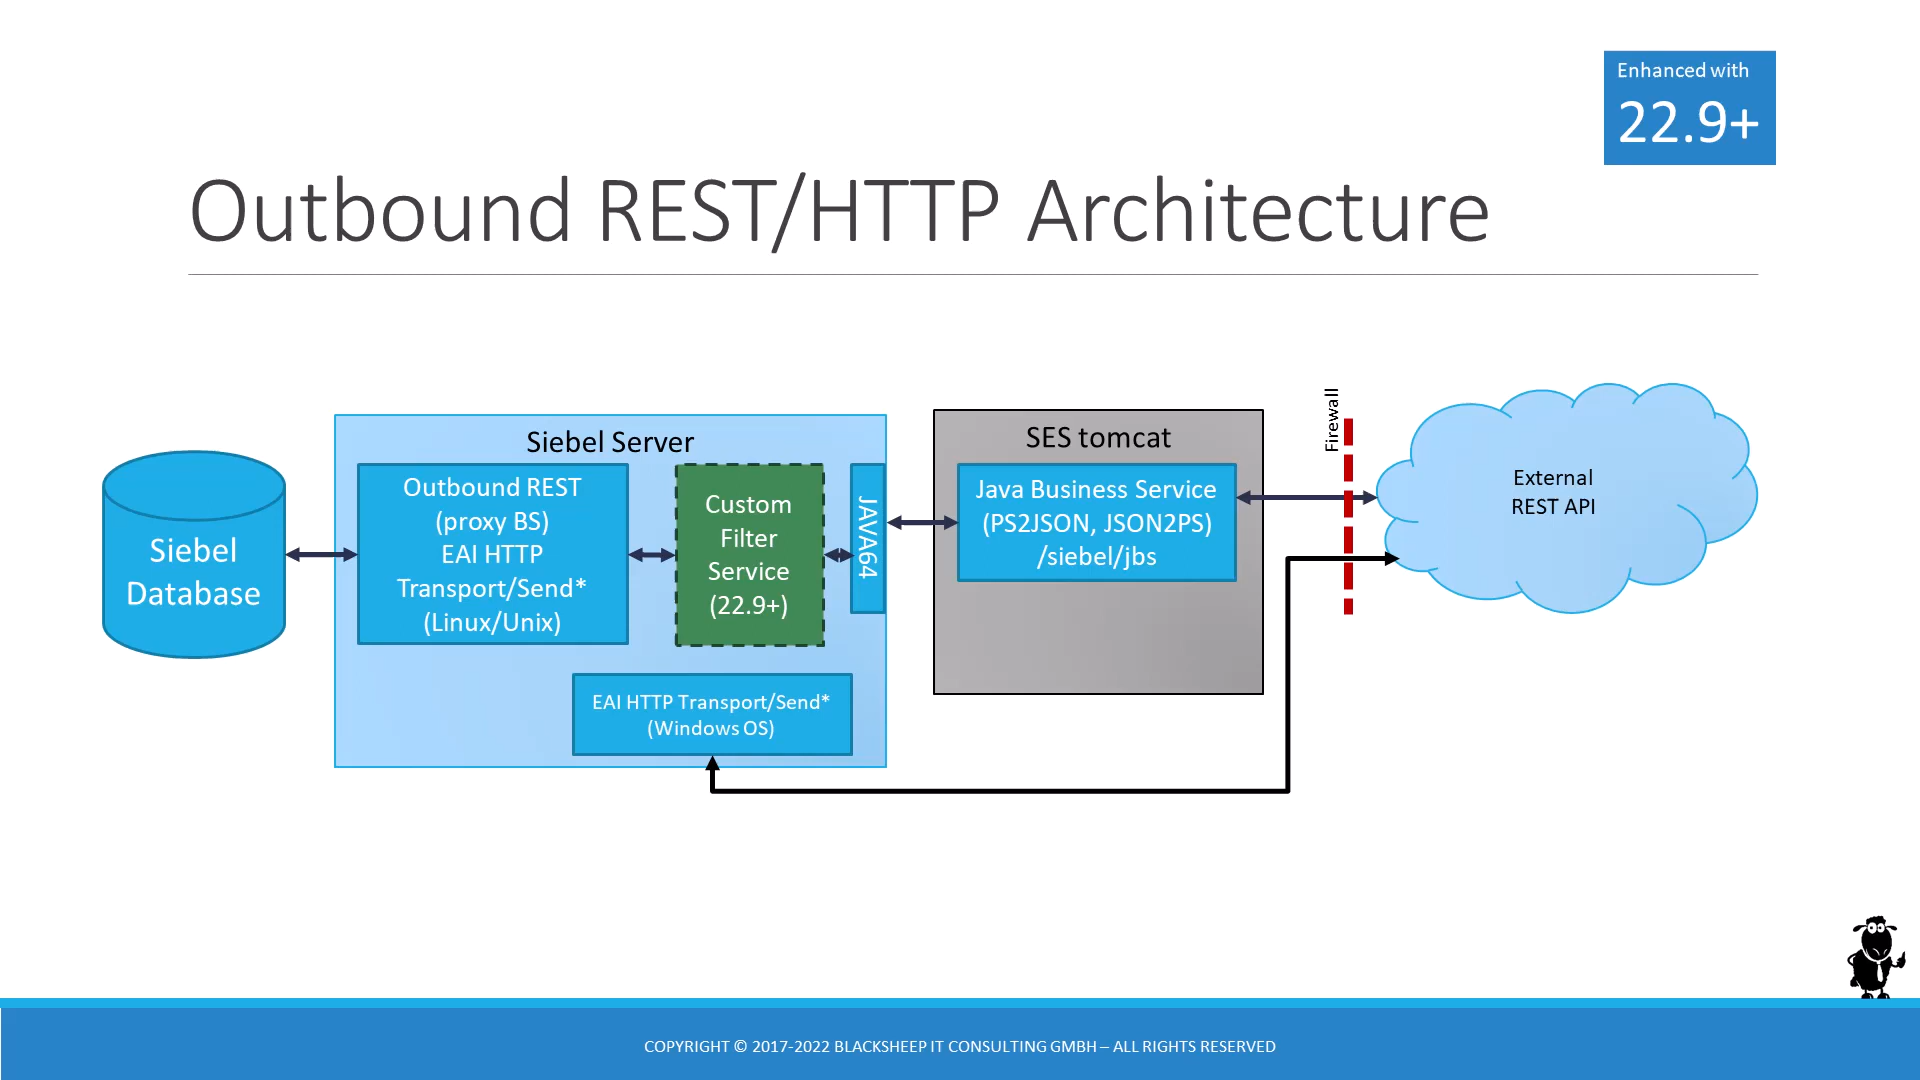 Enhanced with
22.9+
Outbound REST/HTTP Architecture
Siebel
Database
Siebel Server
Outbound REST
(proxy BS)
EAI HTTP
Transport/Send*
(Linux/Unix)
Custom
Filter
Service
(22.9+)
JAVA64
EAI HTTP Transport/Send*
(Windows OS)
SES tomcat
Java Business Service
(PS2JSON, JSON2PS)
/siebel/jbs
Firewall
External
REST API
COPYRIGHT © 2017-2022 BLACKSHEEP IT CONSULTING GMBH – ALL RIGHTS RESERVED